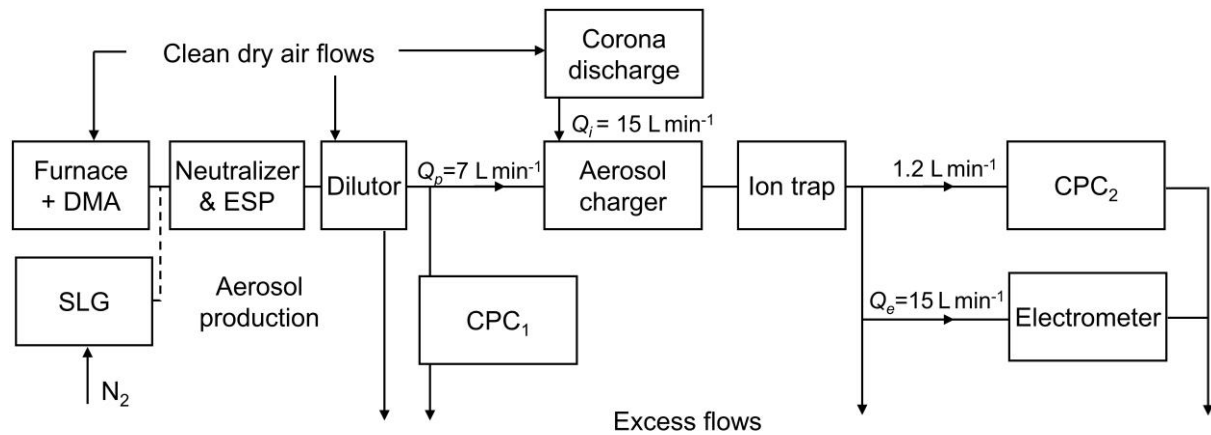 Clean dry air flows
Corona
discharge
Qᵢ = 15 L min⁻¹
Furnace
+ DMA
Neutralizer
& ESP
Dilutor
Qₚ=7 L min⁻¹
Aerosol
charger
Ion trap
1.2 L min⁻¹
CPC₂
SLG
Aerosol
production
CPC₁
Qₑ=15 L min⁻¹
Electrometer
N₂
Excess flows